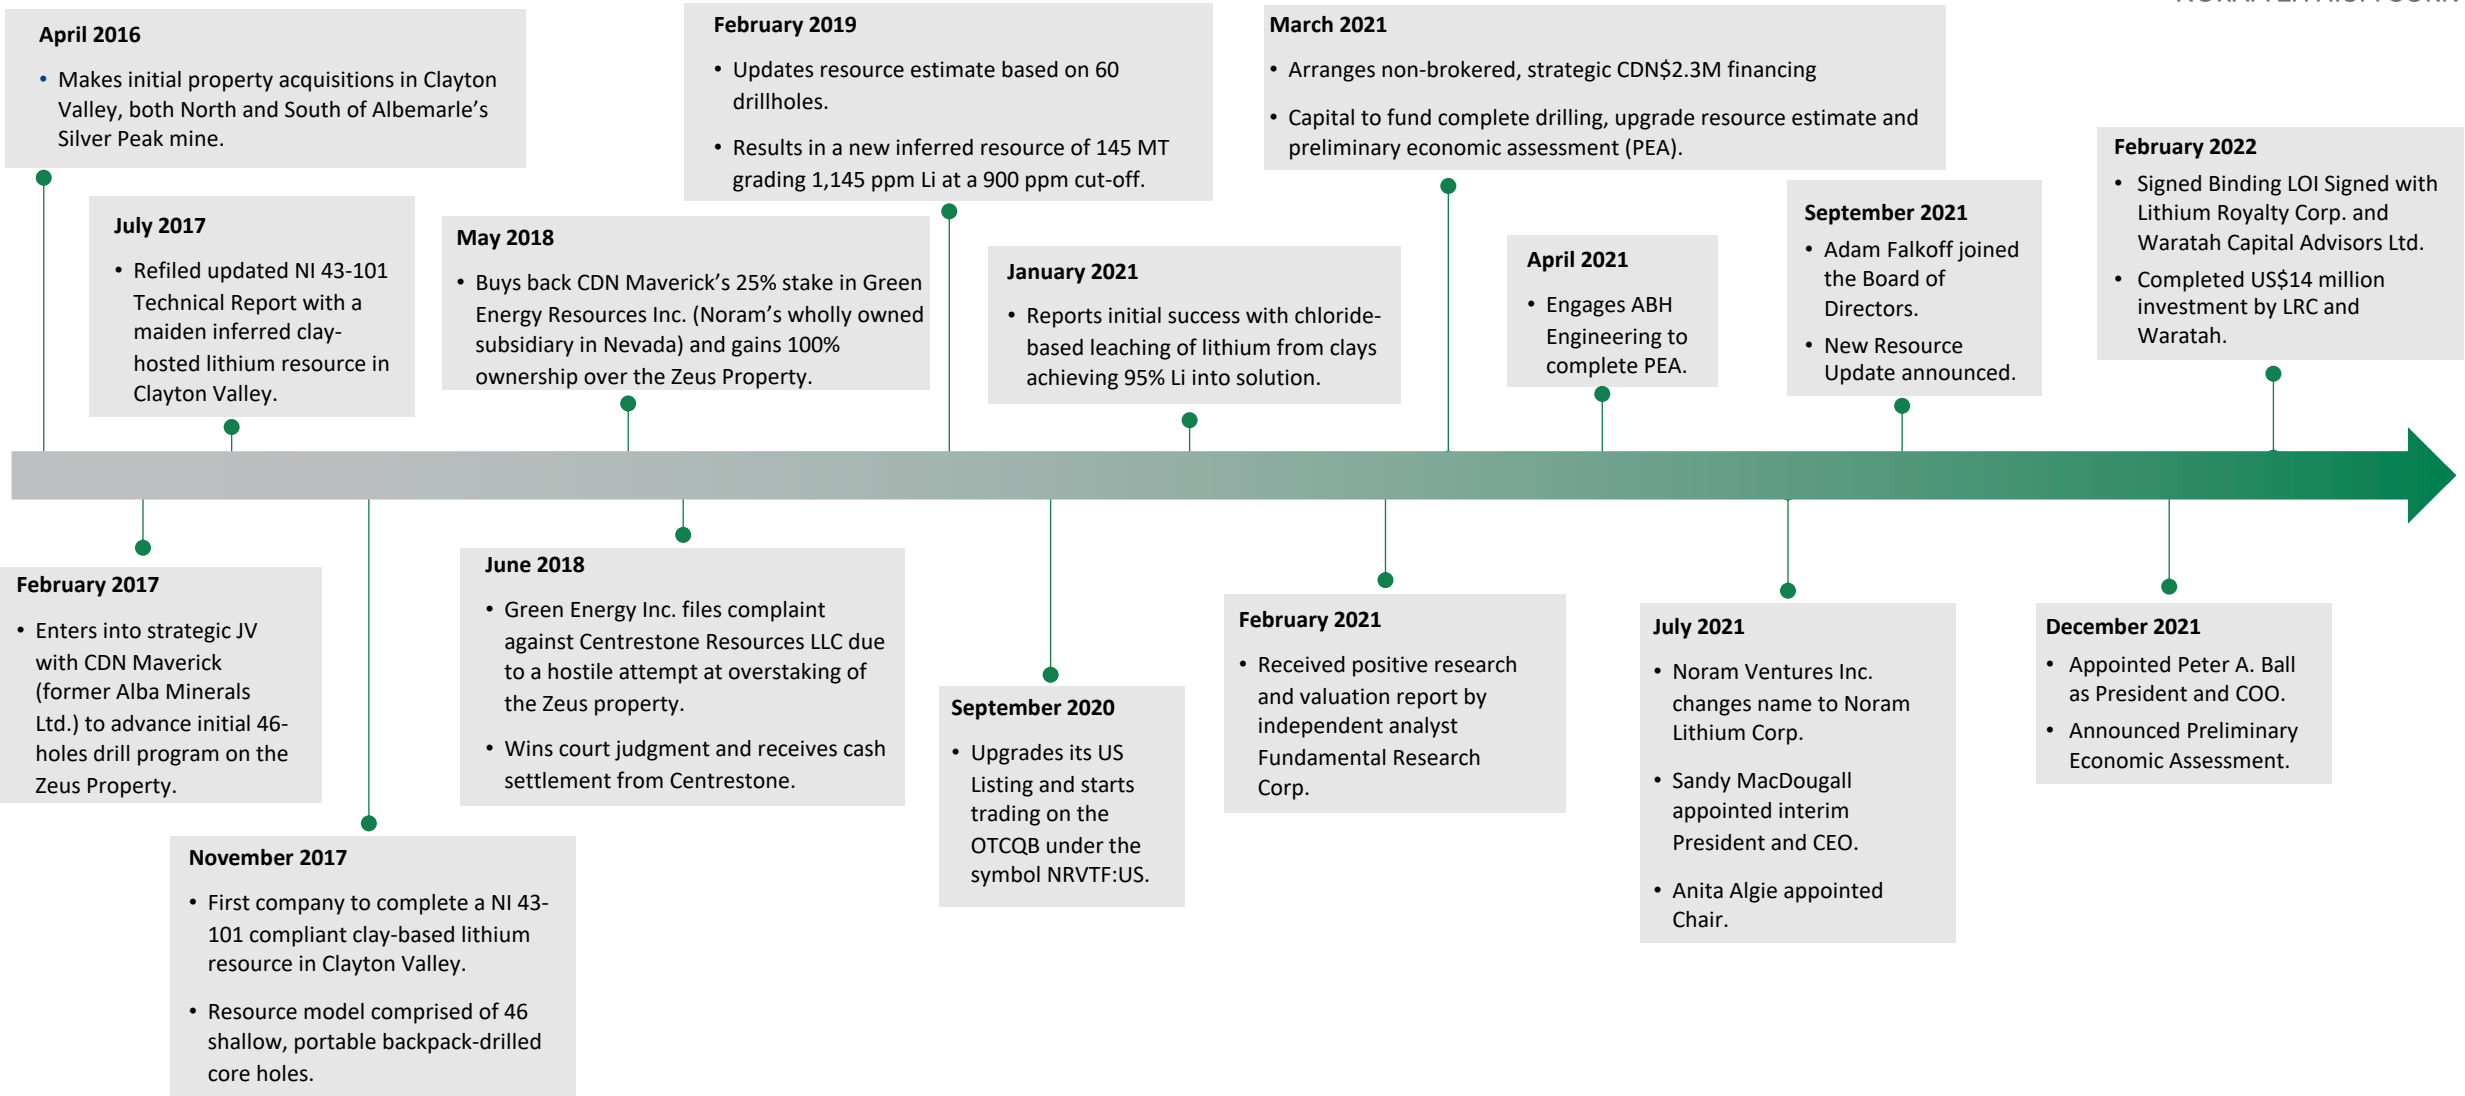 NORAM LITHIUM CORP.
April 2016
• Makes initial property acquisitions in Clayton
Valley, both North and South of Albemarle’s
Silver Peak mine.
July 2017
• Refiled updated NI 43-101
Technical Report with a
maiden inferred clay-
hosted lithium resource in
Clayton Valley.
May 2018
• Buys back CDN Maverick’s 25% stake in Green
Energy Resources Inc. (Noram’s wholly owned
subsidiary in Nevada) and gains 100%
ownership over the Zeus Property.
February 2019
• Updates resource estimate based on 60
drillholes.
• Results in a new inferred resource of 145 MT
grading 1,145 ppm Li at a 900 ppm cut-off.
January 2021
• Reports initial success with chloride-
based leaching of lithium from clays
achieving 95% Li into solution.
March 2021
• Arranges non-brokered, strategic CDN$2.3M financing
• Capital to fund complete drilling, upgrade resource estimate and
preliminary economic assessment (PEA).
April 2021
• Engages ABH
Engineering to
complete PEA.
September 2021
• Adam Falkoff joined
the Board of
Directors.
• New Resource
Update announced.
February 2022
• Signed Binding LOI Signed with
Lithium Royalty Corp. and
Waratah Capital Advisors Ltd.
• Completed US$14 million
investment by LRC and
Waratah.
February 2017
• Enters into strategic JV
with CDN Maverick
(former Alba Minerals
Ltd.) to advance initial 46-
holes drill program on the
Zeus Property.
November 2017
• First company to complete a NI 43-
101 compliant clay-based lithium
resource in Clayton Valley.
• Resource model comprised of 46
shallow, portable backpack-drilled
core holes.
June 2018
• Green Energy Inc. files complaint
against Centrestone Resources LLC due
to a hostile attempt at overstaking of
the Zeus property.
• Wins court judgment and receives cash
settlement from Centrestone.
September 2020
• Upgrades its US
Listing and starts
trading on the
OTCQB under the
symbol NRVTF:US.
February 2021
• Received positive research
and valuation report by
independent analyst
Fundamental Research
Corp.
July 2021
• Noram Ventures Inc.
changes name to Noram
Lithium Corp.
• Sandy MacDougall
appointed interim
President and CEO.
• Anita Algie appointed
Chair.
December 2021
• Appointed Peter A. Ball
as President and COO.
• Announced Preliminary
Economic Assessment.